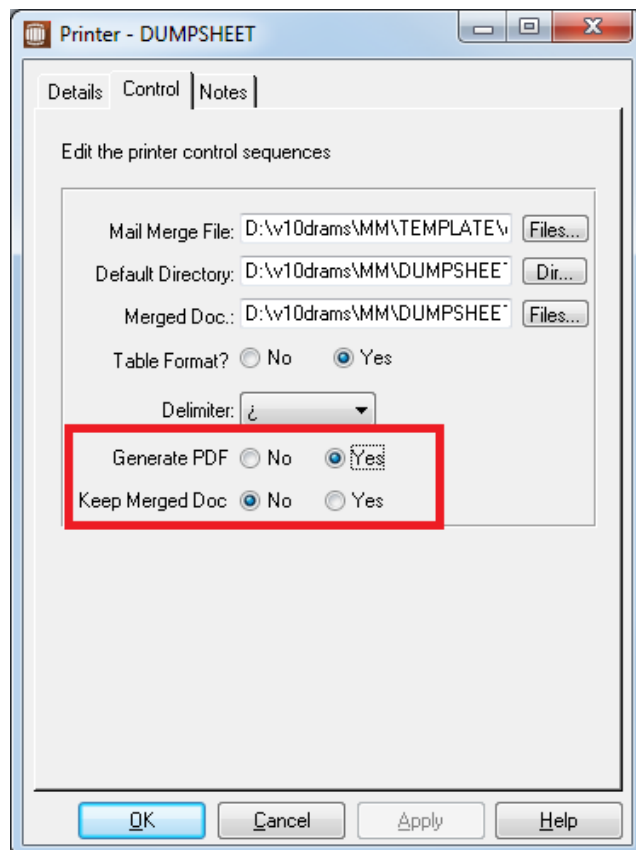 Printer - DUMPSHEET
Details Control Notes
Edit the printer control sequences
Mail Merge File: D:\v10drams\MM\TEMPLATE\ Files...
Default Directory: D:\v10drams\MM\DUMPSHEET Dir...
Merged Doc.: D:\v10drams\MM\DUMPSHEET Files...
Table Format? No Yes
Delimiter: ¿
Generate PDF No Yes
Keep Merged Doc No Yes
OK Cancel Apply Help